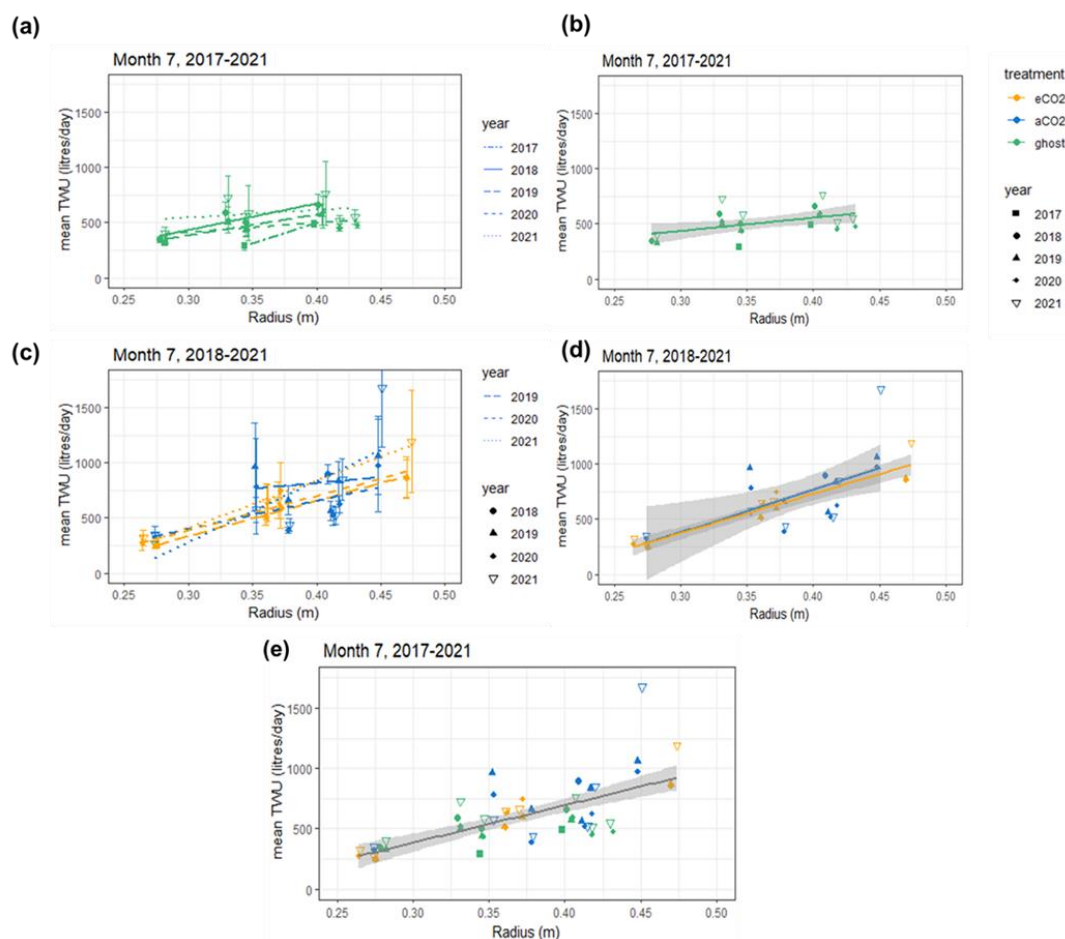 (a)
Month 7, 2017-2021
mean TWU (litres/day)
1500
1000
500
0
0.25 0.30 0.35 0.40 0.45 0.50
Radius (m)
year
2017
2018
2019
2020
2021
(b)
Month 7, 2017-2021
mean TWU (litres/day)
1500
1000
500
0
0.25 0.30 0.35 0.40 0.45 0.50
Radius (m)
treatment
eCO2
aCO2
ghost
year
2017
2018
2019
2020
2021
(c)
Month 7, 2018-2021
mean TWU (litres/day)
1500
1000
500
0
0.25 0.30 0.35 0.40 0.45 0.50
Radius (m)
year
2019
2020
2021
year
2018
2019
2020
2021
(d)
Month 7, 2018-2021
mean TWU (litres/day)
1500
1000
500
0
0.25 0.30 0.35 0.40 0.45 0.50
Radius (m)
(e)
Month 7, 2017-2021
mean TWU (litres/day)
1500
1000
500
0
0.25 0.30 0.35 0.40 0.45 0.50
Radius (m)